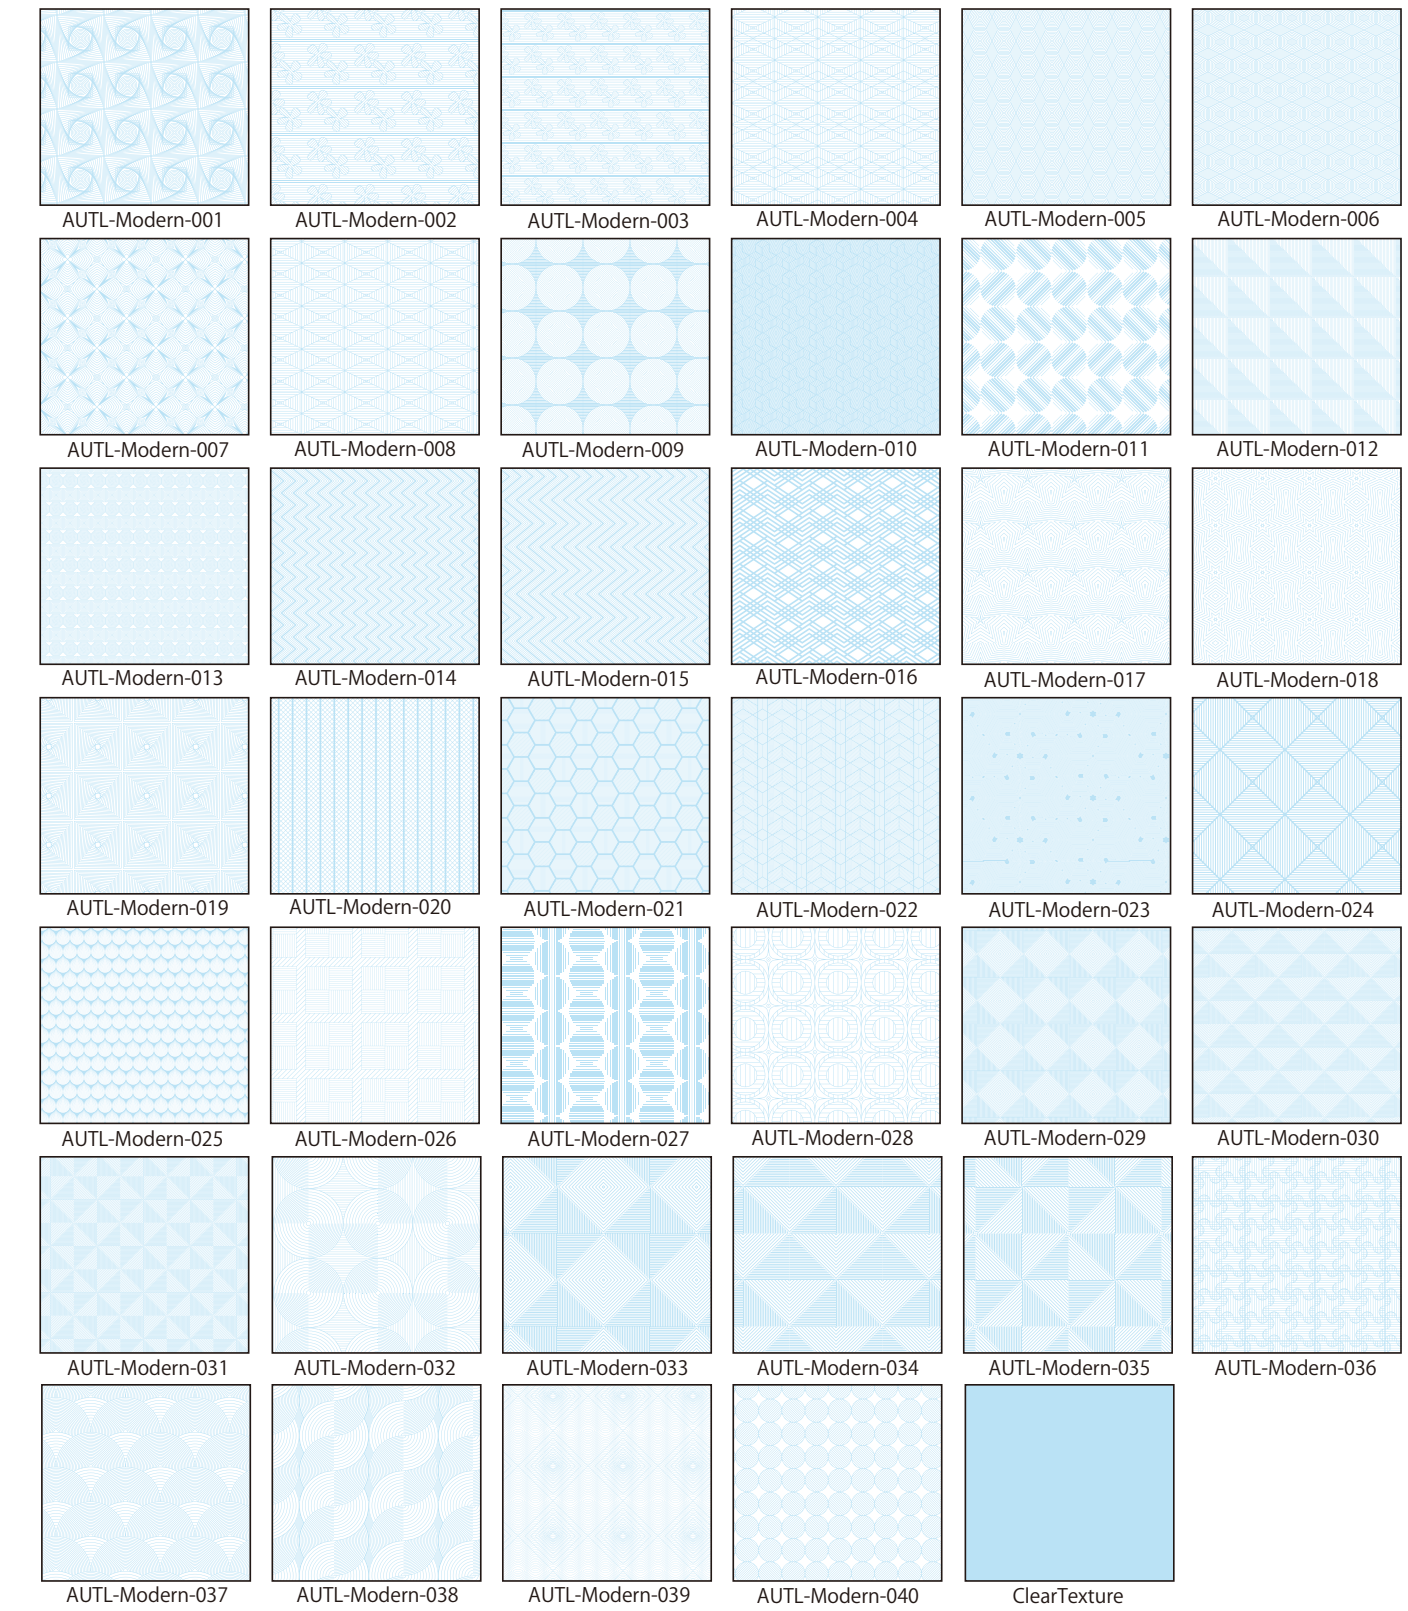 AUTL-Modern-001
AUTL-Modern-002
AUTL-Modern-003
AUTL-Modern-004
AUTL-Modern-005
AUTL-Modern-006
AUTL-Modern-007
AUTL-Modern-008
AUTL-Modern-009
AUTL-Modern-010
AUTL-Modern-011
AUTL-Modern-012
AUTL-Modern-013
AUTL-Modern-014
AUTL-Modern-015
AUTL-Modern-016
AUTL-Modern-017
AUTL-Modern-018
AUTL-Modern-019
AUTL-Modern-020
AUTL-Modern-021
AUTL-Modern-022
AUTL-Modern-023
AUTL-Modern-024
AUTL-Modern-025
AUTL-Modern-026
AUTL-Modern-027
AUTL-Modern-028
AUTL-Modern-029
AUTL-Modern-030
AUTL-Modern-031
AUTL-Modern-032
AUTL-Modern-033
AUTL-Modern-034
AUTL-Modern-035
AUTL-Modern-036
AUTL-Modern-037
AUTL-Modern-038
AUTL-Modern-039
AUTL-Modern-040
ClearTexture